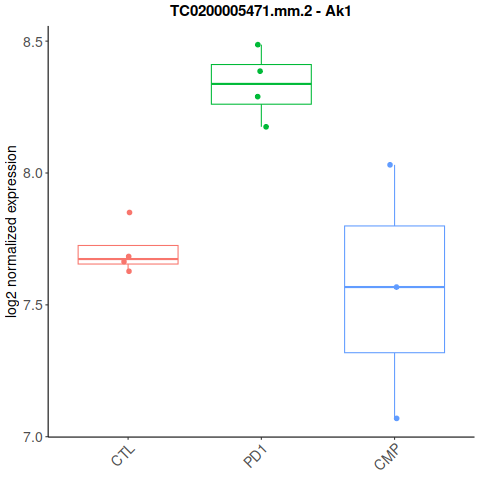 TC0200005471.mm.2 - Ak1
log2 normalized expression
8.5
8.0
7.5
7.0
CTL
PD1
CMP